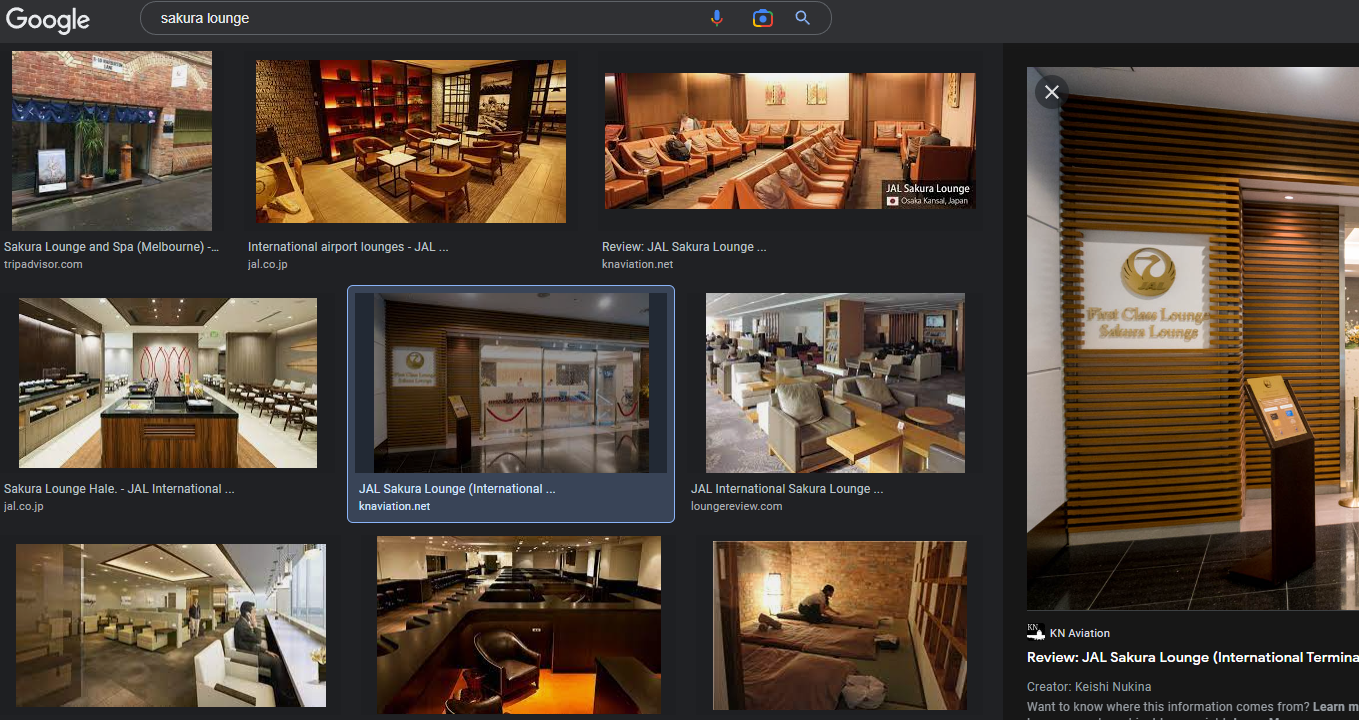 Google
sakura lounge
JAL Sakura Lounge
Osaka Kansai, Japan
Sakura Lounge and Spa (Melbourne) -...
tripadvisor.com
International airport lounges - JAL ...
jal.co.jp
Review: JAL Sakura Lounge ...
knaviation.net
JAL
First Class Lounge
Sakura Lounge
First Class Lounge
Sakura Lounge
Sakura Lounge Hale. - JAL International ...
jal.co.jp
JAL Sakura Lounge (International ...
knaviation.net
JAL International Sakura Lounge ...
loungereview.com
KN
KN Aviation
Review: JAL Sakura Lounge (International Termina
Creator: Keishi Nukina
Want to know where this information comes from? Learn m